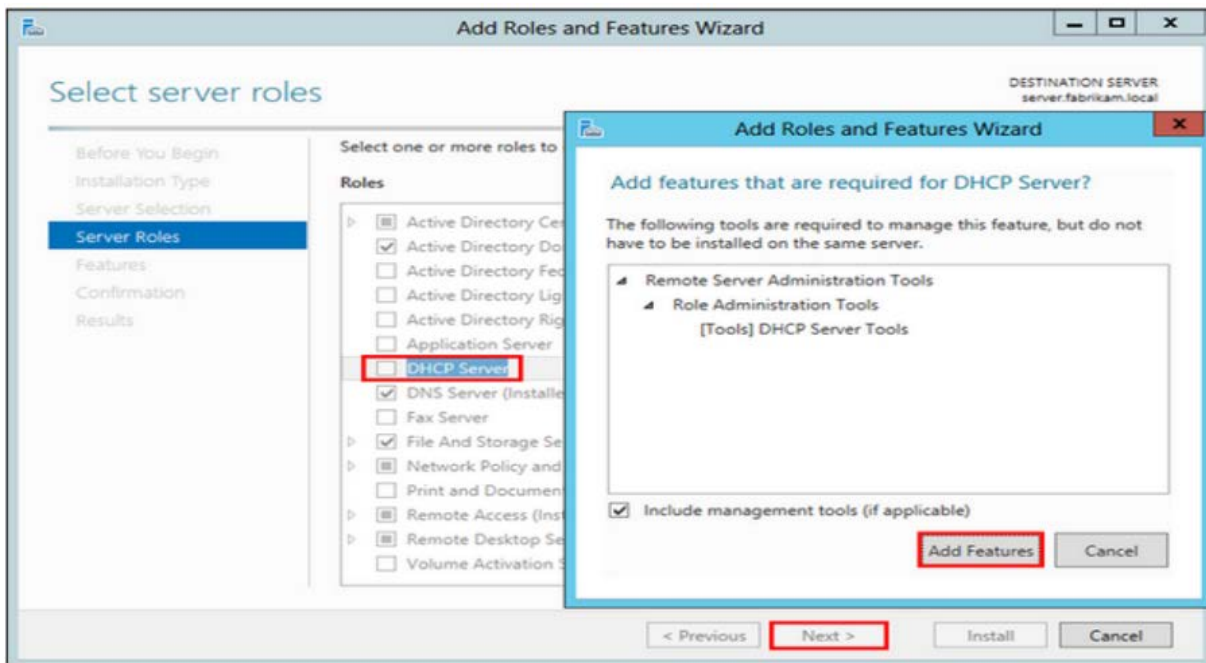 Add Roles and Features Wizard
Select server roles
DESTINATION SERVER
server.fabrikam.local
Before You Begin
Installation Type
Server Selection
Server Roles
Features
Confirmation
Results
Select one or more roles to
Roles
Active Directory Cer
Active Directory Do
Active Directory Fed
Active Directory Lig
Active Directory Rig
Application Server
DHCP Server
DNS Server (Installe
Fax Server
File And Storage Se
Network Policy and
Print and Documen
Remote Access (Inst
Remote Desktop Se
Volume Activation S
Add Roles and Features Wizard
Add features that are required for DHCP Server?
The following tools are required to manage this feature, but do not
have to be installed on the same server.
Remote Server Administration Tools
Role Administration Tools
[Tools] DHCP Server Tools
Include management tools (if applicable)
Add Features
Cancel
< Previous
Next >
Install
Cancel